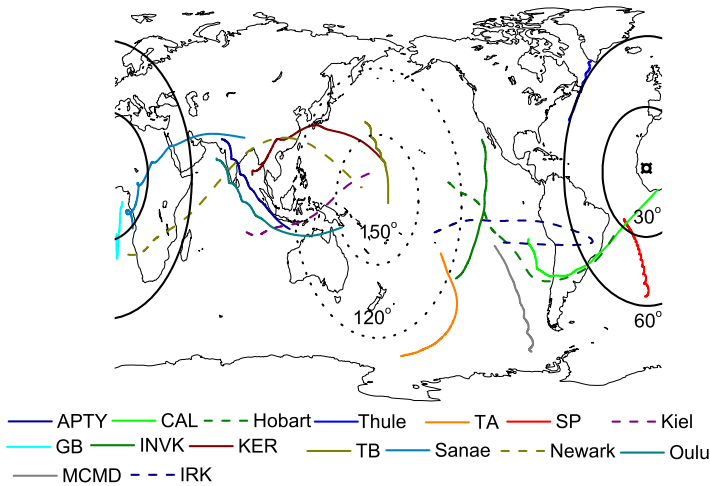 30°
150°
120°
60°
APTY CAL Hobart Thule TA SP Kiel
GB INVK KER TB Sanae Newark Oulu
MCMD IRK